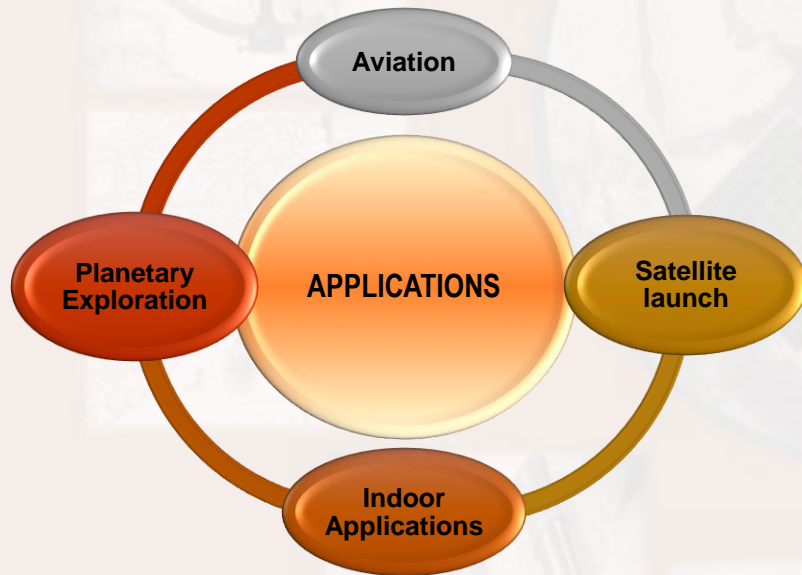 Aviation
Planetary
Exploration
APPLICATIONS
Satellite
launch
Indoor
Applications